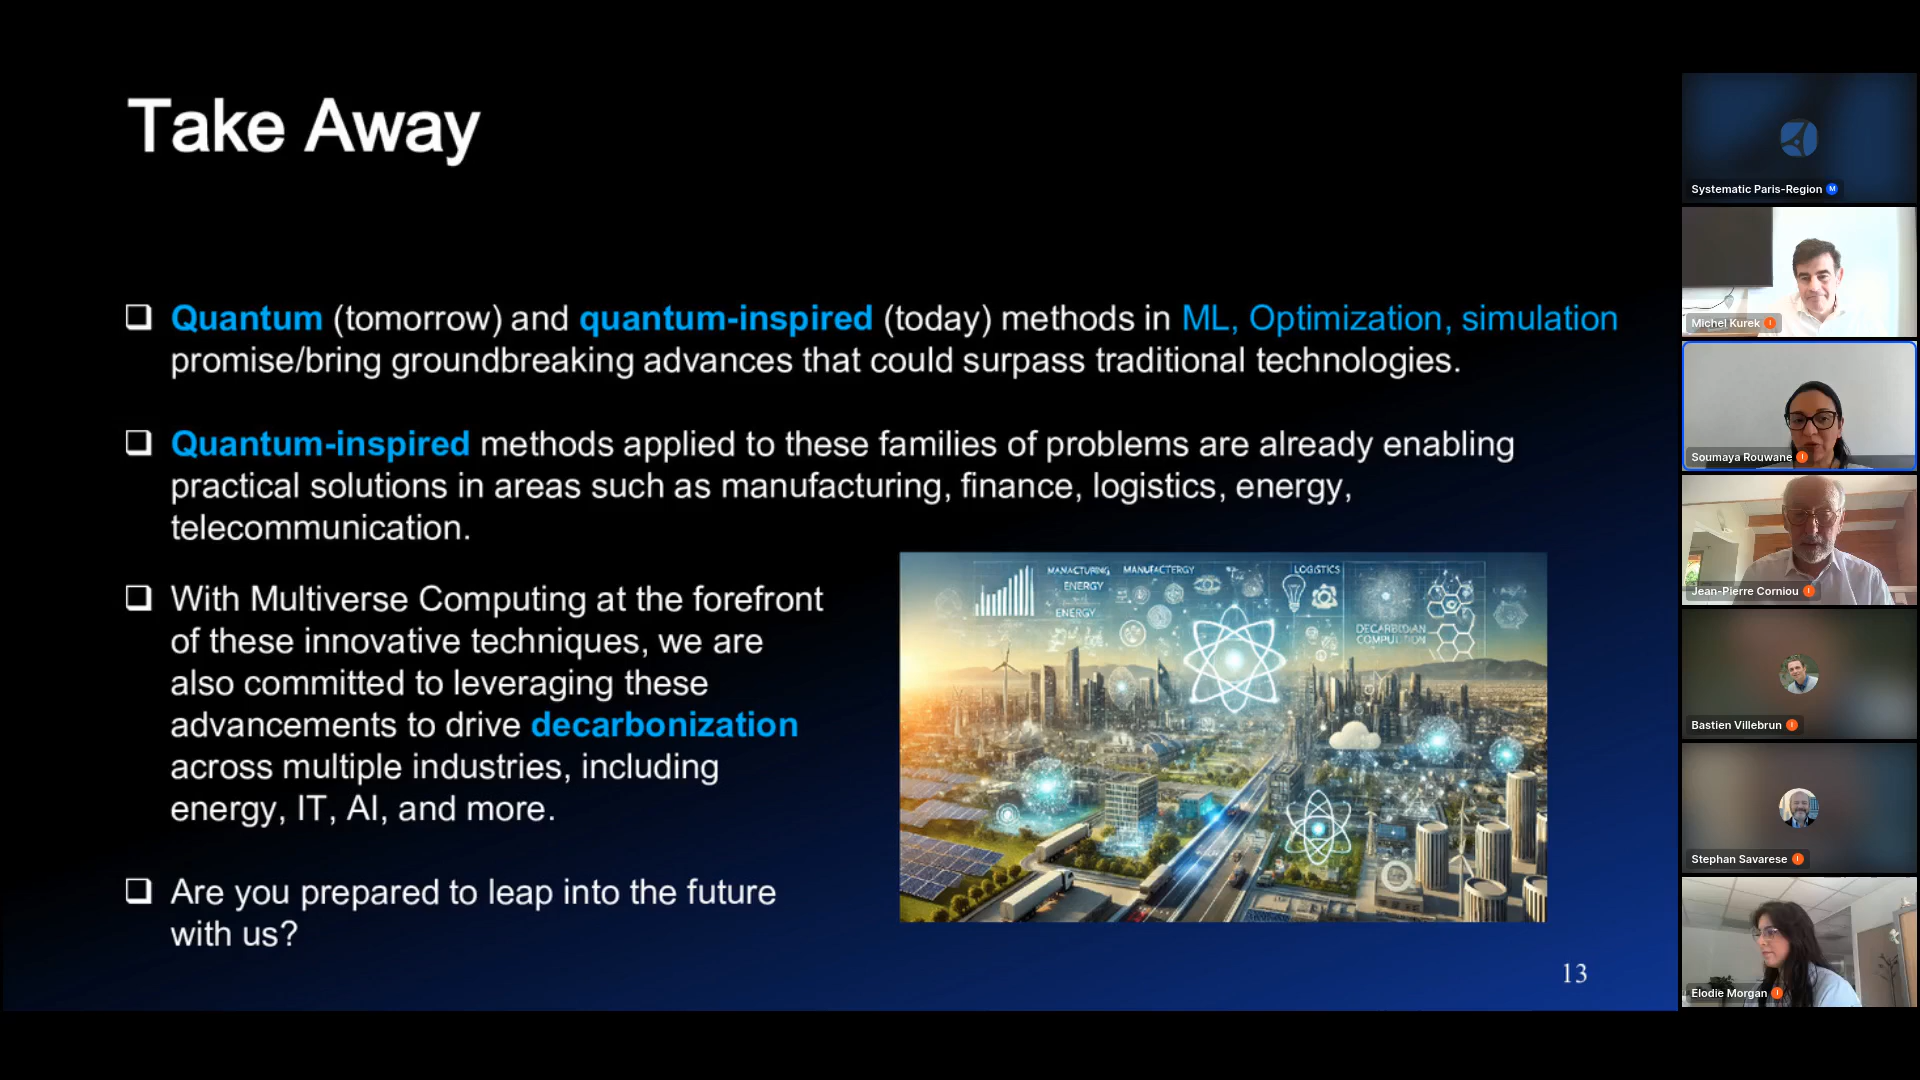 Take Away
❑ Quantum (tomorrow) and quantum-inspired (today) methods in ML, Optimization, simulation
promise/bring groundbreaking advances that could surpass traditional technologies.
❑ Quantum-inspired methods applied to these families of problems are already enabling
practical solutions in areas such as manufacturing, finance, logistics, energy,
telecommunication.
❑ With Multiverse Computing at the forefront
of these innovative techniques, we are
also committed to leveraging these
advancements to drive decarbonization
across multiple industries, including
energy, IT, AI, and more.
❑ Are you prepared to leap into the future
with us?
MANACTURING
ENERGY
ENERGY
MANUFACTERGY
LOGISTICS
13
Systematic Paris-Region M
Michel Kurek I
Soumaya Rouwane I
Jean-Pierre Corniou I
Bastien Villebrun I
Stephan Savarese I
Elodie Morgan I